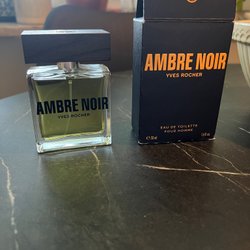 AMBRE NOIR
YVES ROCHER
AMBRE NOIR
YVES ROCHER
EAU DE TOILETTE
POUR HOMME